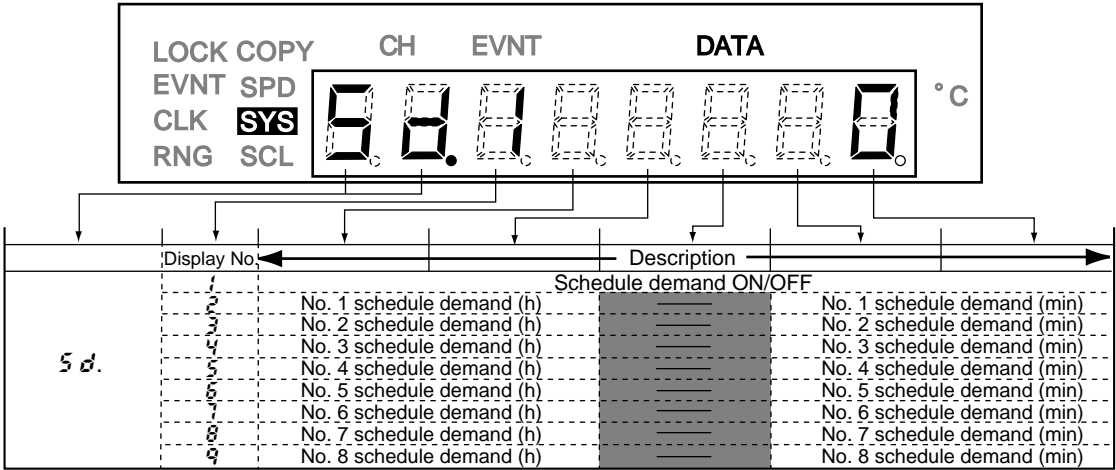 LOCK COPY CH EVNT DATA
EVNT SPD
CLK SYS
RNG SCL
Sd.1 0
°C
Display No. Description
1 Schedule demand ON/OFF
2 No. 1 schedule demand (h) —— No. 1 schedule demand (min)
3 No. 2 schedule demand (h) —— No. 2 schedule demand (min)
4 No. 3 schedule demand (h) —— No. 3 schedule demand (min)
Sd. 5 No. 4 schedule demand (h) —— No. 4 schedule demand (min)
6 No. 5 schedule demand (h) —— No. 5 schedule demand (min)
7 No. 6 schedule demand (h) —— No. 6 schedule demand (min)
8 No. 7 schedule demand (h) —— No. 7 schedule demand (min)
9 No. 8 schedule demand (h) —— No. 8 schedule demand (min)